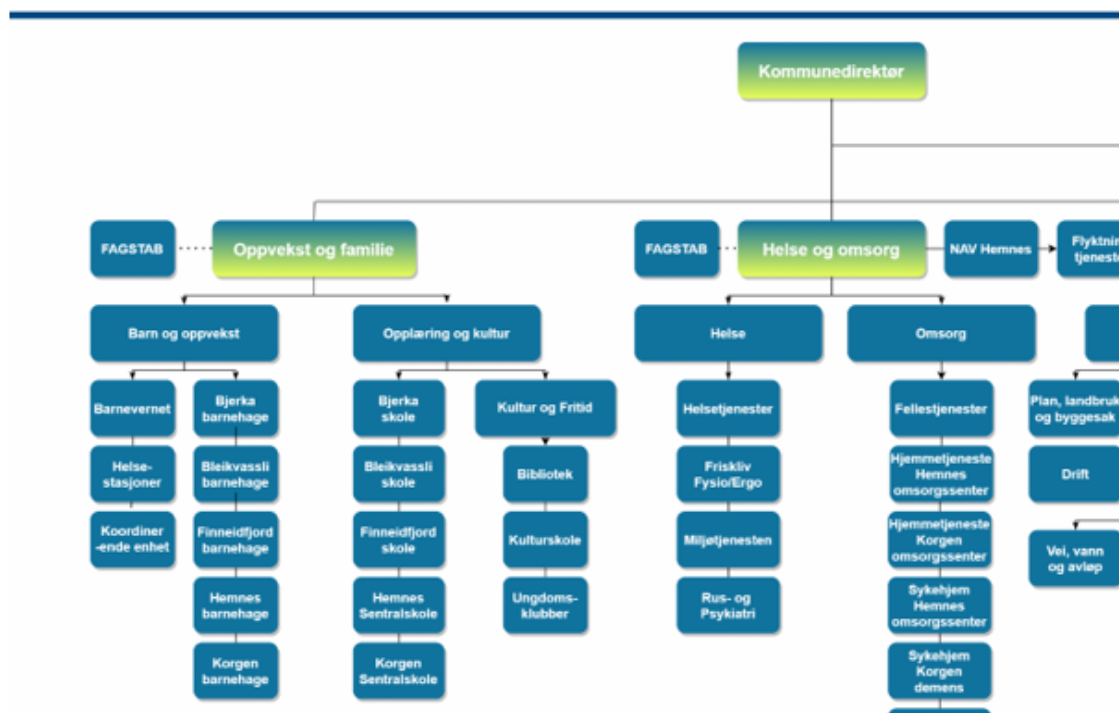 Kommunedirektør
FAGSTAB
Oppvekst og familie
FAGSTAB
Helse og omsorg
NAV Hemnes
Barn og oppvekst
Opplæring og kultur
Helse
Omsorg
Barnevernet
Bjerka
barnehage
Bjerka
skole
Kultur og Fritid
Helsetjenester
Fellestjenester
Plan, landbruk
og byggesak
Helse-
stasjoner
Bleikvassli
barnehage
Bleikvassli
skole
Bibliotek
Friskliv
Fysio/Ergo
Hjemmetjeneste
Hemnes
omsorgssenter
Drift
Koordiner
-ende enhet
Finneidfjord
barnehage
Finneidfjord
skole
Kulturskole
Miljøtjenesten
Hjemmetjeneste
Korgen
omsorgssenter
Vei, vann
og avløp
Hemnes
barnehage
Hemnes
Sentralskole
Ungdoms-
klubber
Rus- og
Psykiatri
Sykehjem
Hemnes
omsorgssenter
Korgen
barnehage
Korgen
Sentralskole
Sykehjem
Korgen
demens